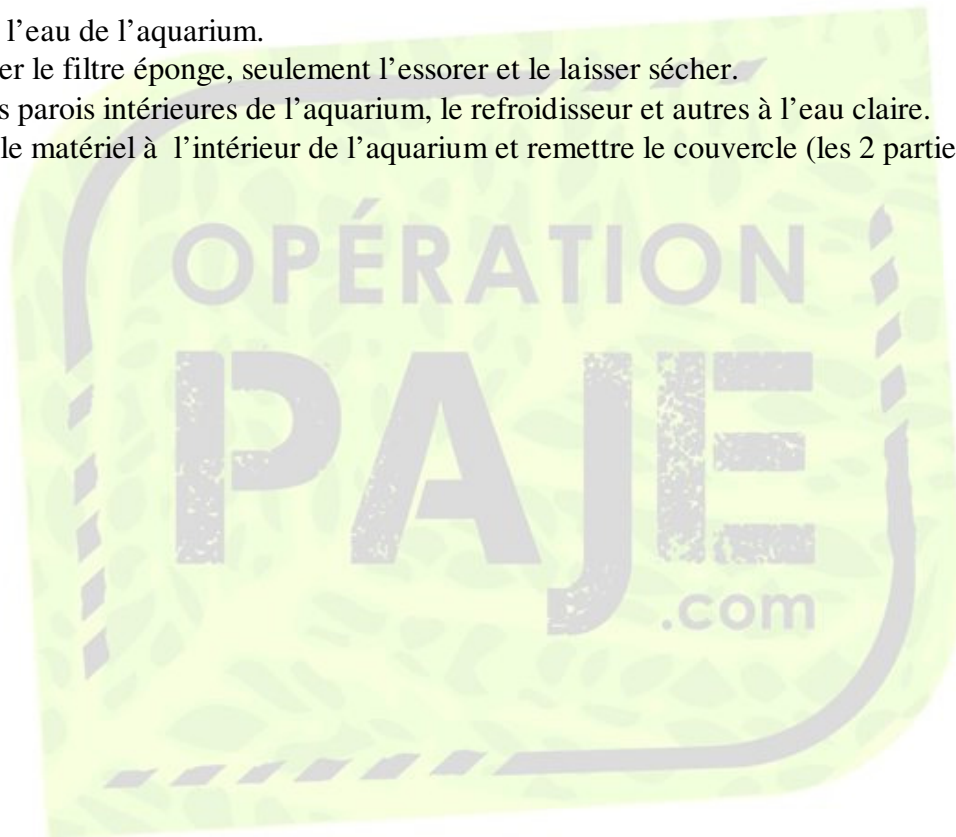 l’eau de l’aquarium.
er le filtre éponge, seulement l’essorer et le laisser sécher.
s parois intérieures de l’aquarium, le refroidisseur et autres à l’eau claire.
le matériel à l’intérieur de l’aquarium et remettre le couvercle (les 2 partie
OPÉRATION
PAJE
.com